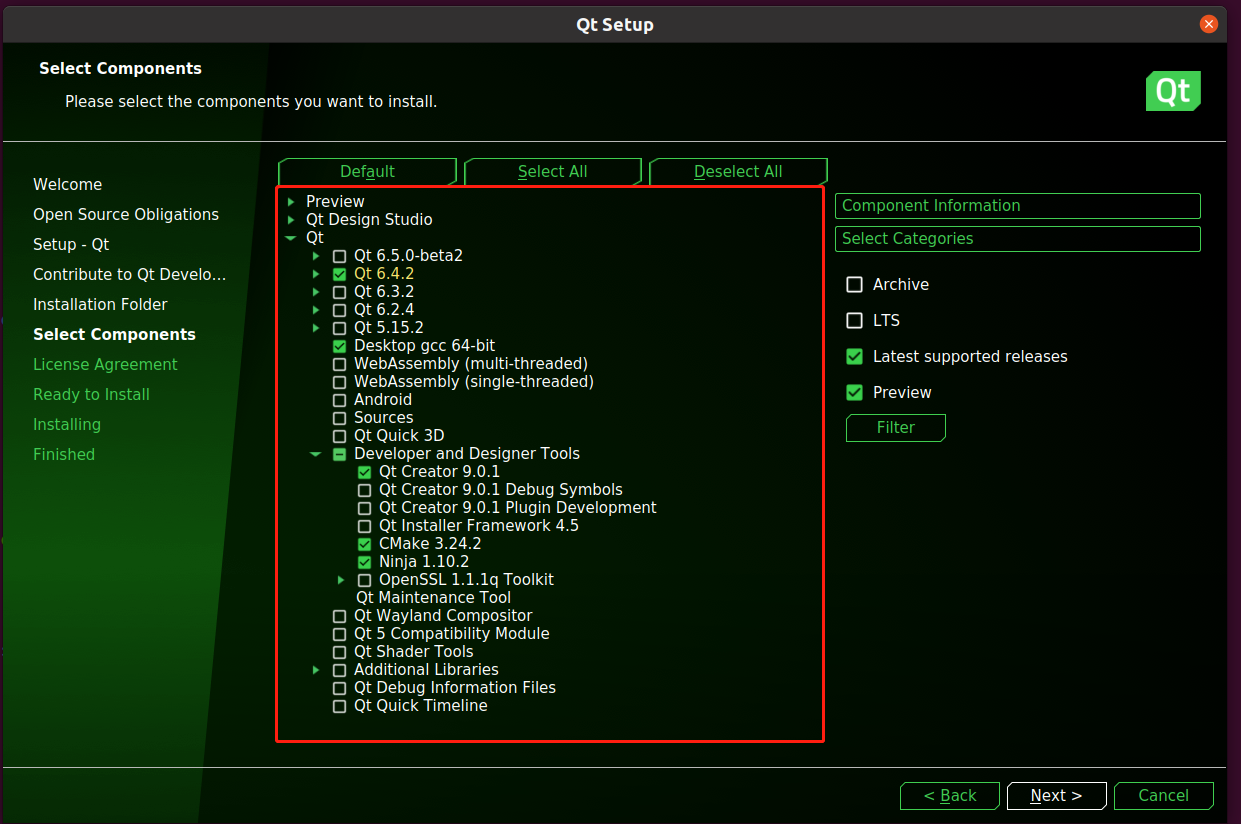 Qt Setup
Select Components
Please select the components you want to install.
Qt
Welcome
Open Source Obligations
Setup - Qt
Contribute to Qt Develo...
Installation Folder
Select Components
License Agreement
Ready to Install
Installing
Finished
Default
Select All
Deselect All
Preview
Qt Design Studio
Qt
Qt 6.5.0-beta2
Qt 6.4.2
Qt 6.3.2
Qt 6.2.4
Qt 5.15.2
Desktop gcc 64-bit
WebAssembly (multi-threaded)
WebAssembly (single-threaded)
Android
Sources
Qt Quick 3D
Developer and Designer Tools
Qt Creator 9.0.1
Qt Creator 9.0.1 Debug Symbols
Qt Creator 9.0.1 Plugin Development
Qt Installer Framework 4.5
CMake 3.24.2
Ninja 1.10.2
OpenSSL 1.1.1q Toolkit
Qt Maintenance Tool
Qt Wayland Compositor
Qt 5 Compatibility Module
Qt Shader Tools
Additional Libraries
Qt Debug Information Files
Qt Quick Timeline
Component Information
Select Categories
Archive
LTS
Latest supported releases
Preview
Filter
< Back
Next >
Cancel